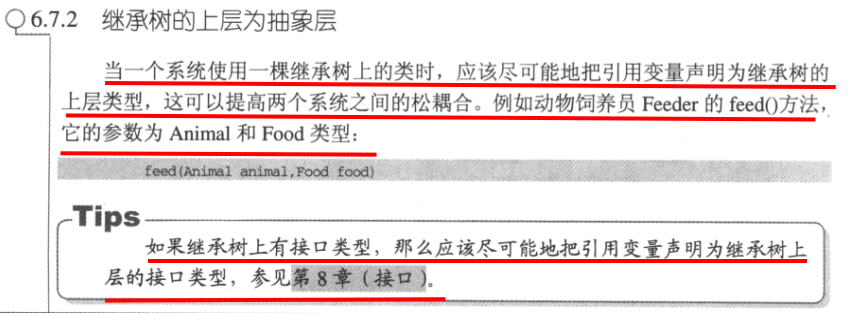 6.7.2 继承树的上层为抽象层
当一个系统使用一棵继承树上的类时，应该尽可能地把引用变量声明为继承树的
上层类型，这可以提高两个系统之间的松耦合。例如动物饲养员 Feeder 的 feed()方法，
它的参数为 Animal 和 Food 类型：
feed(Animal animal,Food food)
Tips
如果继承树上有接口类型，那么应该尽可能地把引用变量声明为继承树上
层的接口类型，参见第 8 章（接口）。